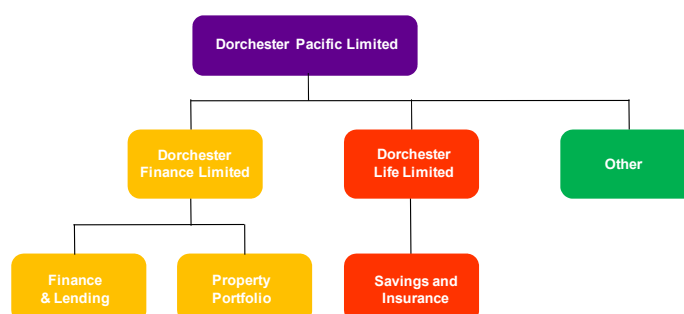 Dorchester Pacific Limited
Dorchester
Finance Limited
Dorchester
Life Limited
Other
Finance
& Lending
Property
Portfolio
Savings and
Insurance